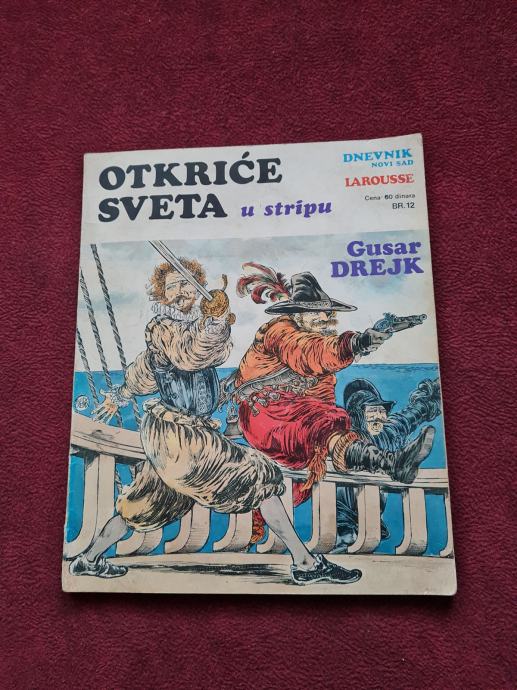 OTKRIĆE
SVETA u stripu
DNEVNIK
NOVI SAD
LAROUSSE
Cena 60 dinara
BR. 12
Gusar
DREJK